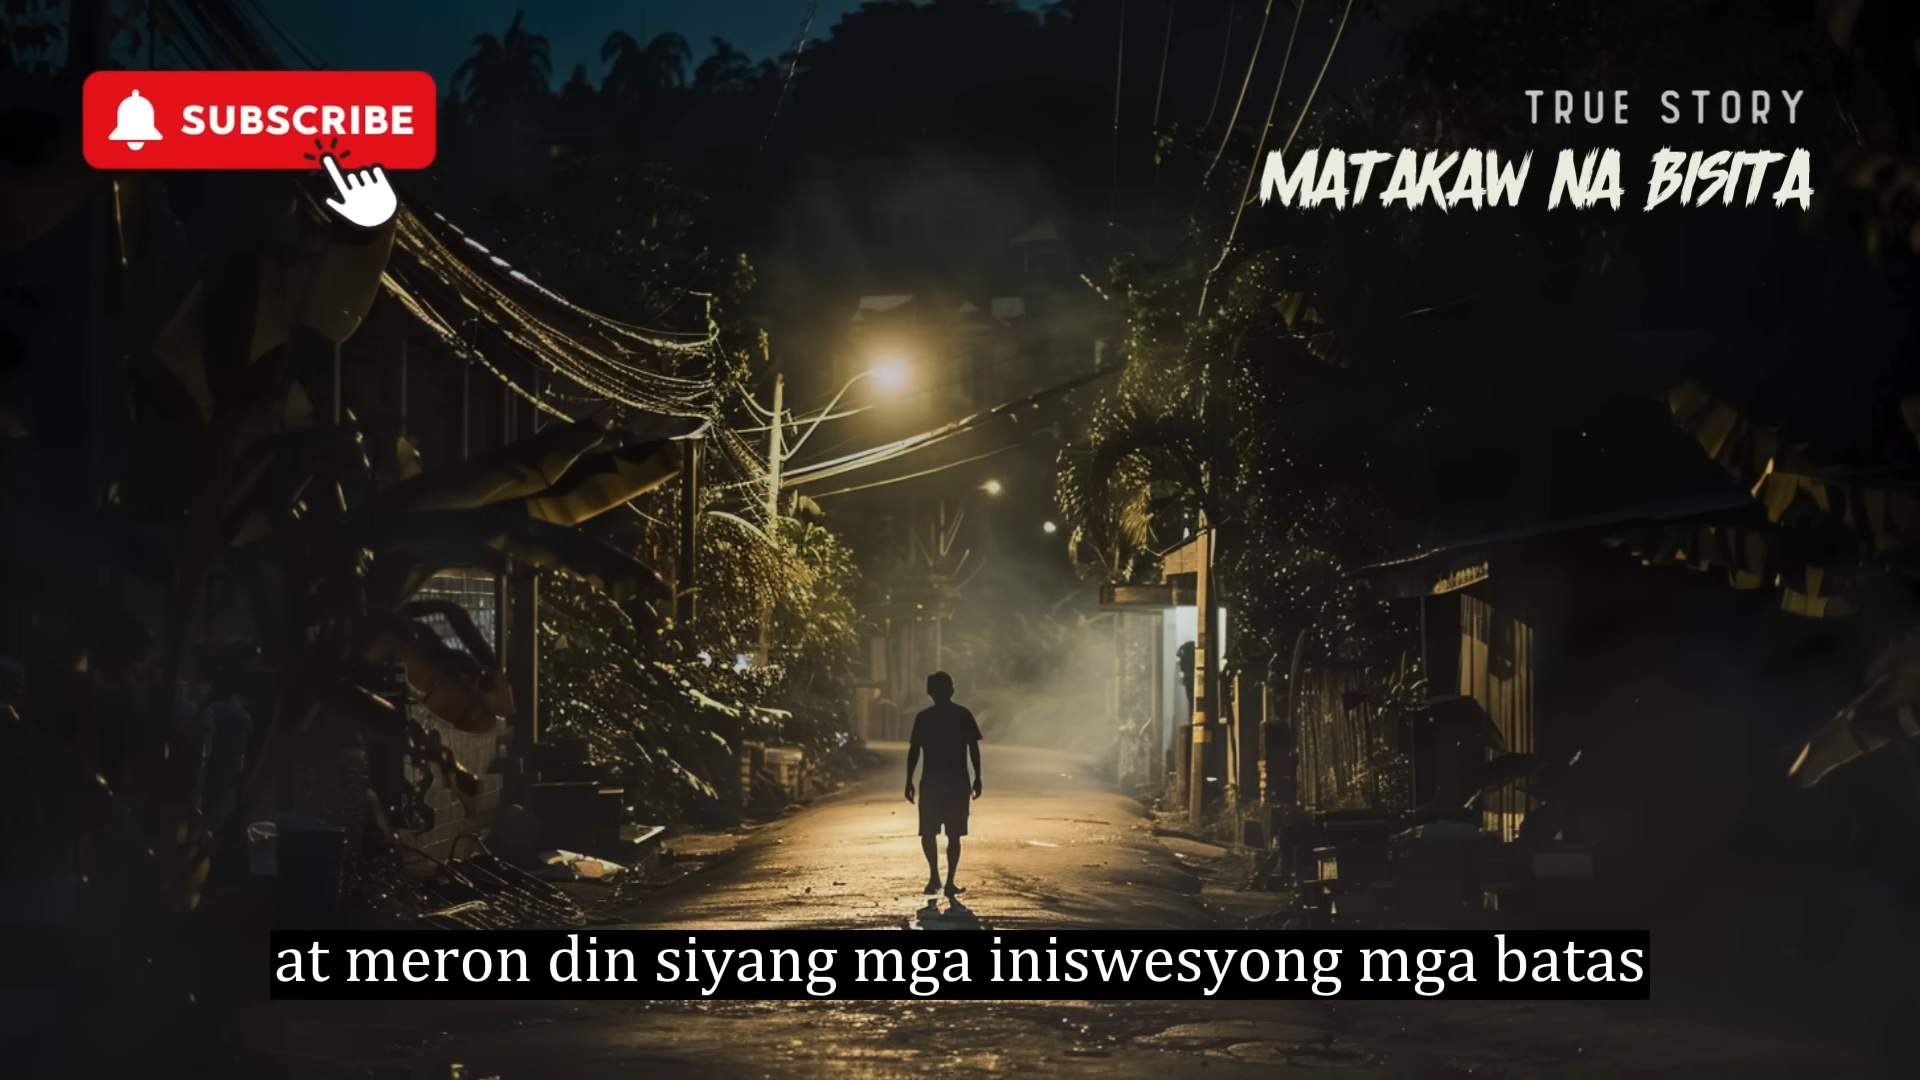 SUBSCRIBE
TRUE STORY
MATAKAW NA BISITA
at meron din siyang mga iniswesyong mga batas